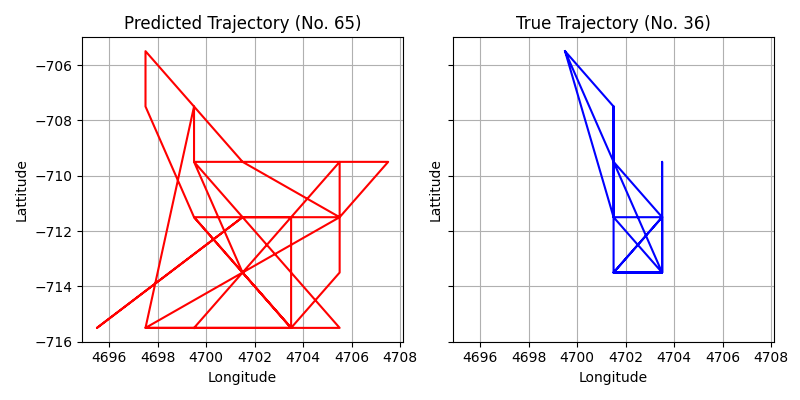 Predicted Trajectory (No. 65)
True Trajectory (No. 36)
−706
−708
−710
−712
−714
−716
Lattitude
Lattitude
4696 4698 4700 4702 4704 4706 4708
4696 4698 4700 4702 4704 4706 4708
Longitude
Longitude